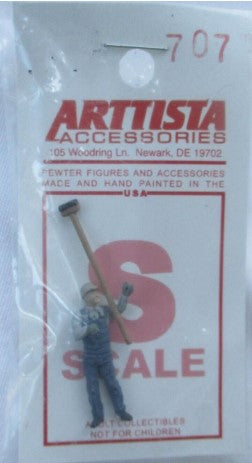 707
ARTTISTA
ACCESSORIES
105 Woodring Ln. Newark, DE 19702
PEWTER FIGURES AND ACCESSORIES
MADE AND HAND PAINTED IN THE
USA
S
SCALE
ADULT COLLECTIBLES
NOT FOR CHILDREN